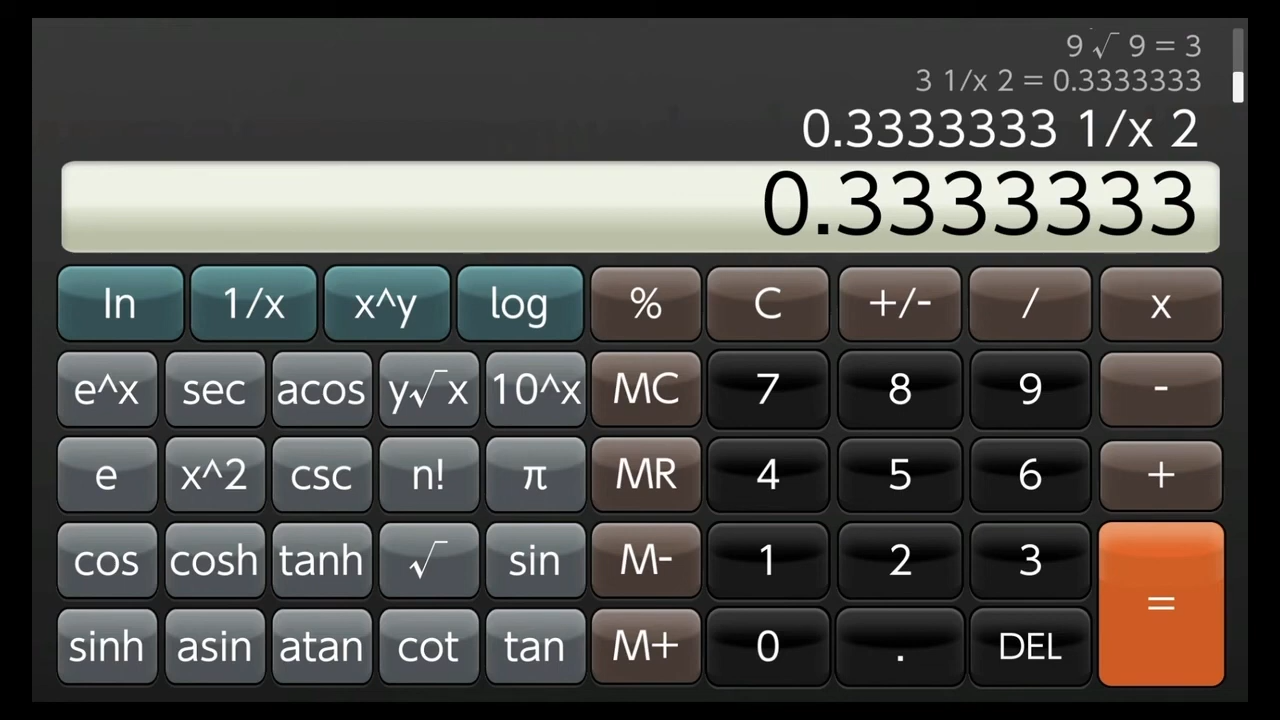 9 √ 9 = 3
3 1/x 2 = 0.3333333
0.3333333 1/x 2
0.3333333
ln 1/x x^y log % C +/- / x
e^x sec acos y√x 10^x MC 7 8 9 -
e x^2 csc n! π MR 4 5 6 +
cos cosh tanh √ sin M- 1 2 3 =
sinh asin atan cot tan M+ 0 . DEL